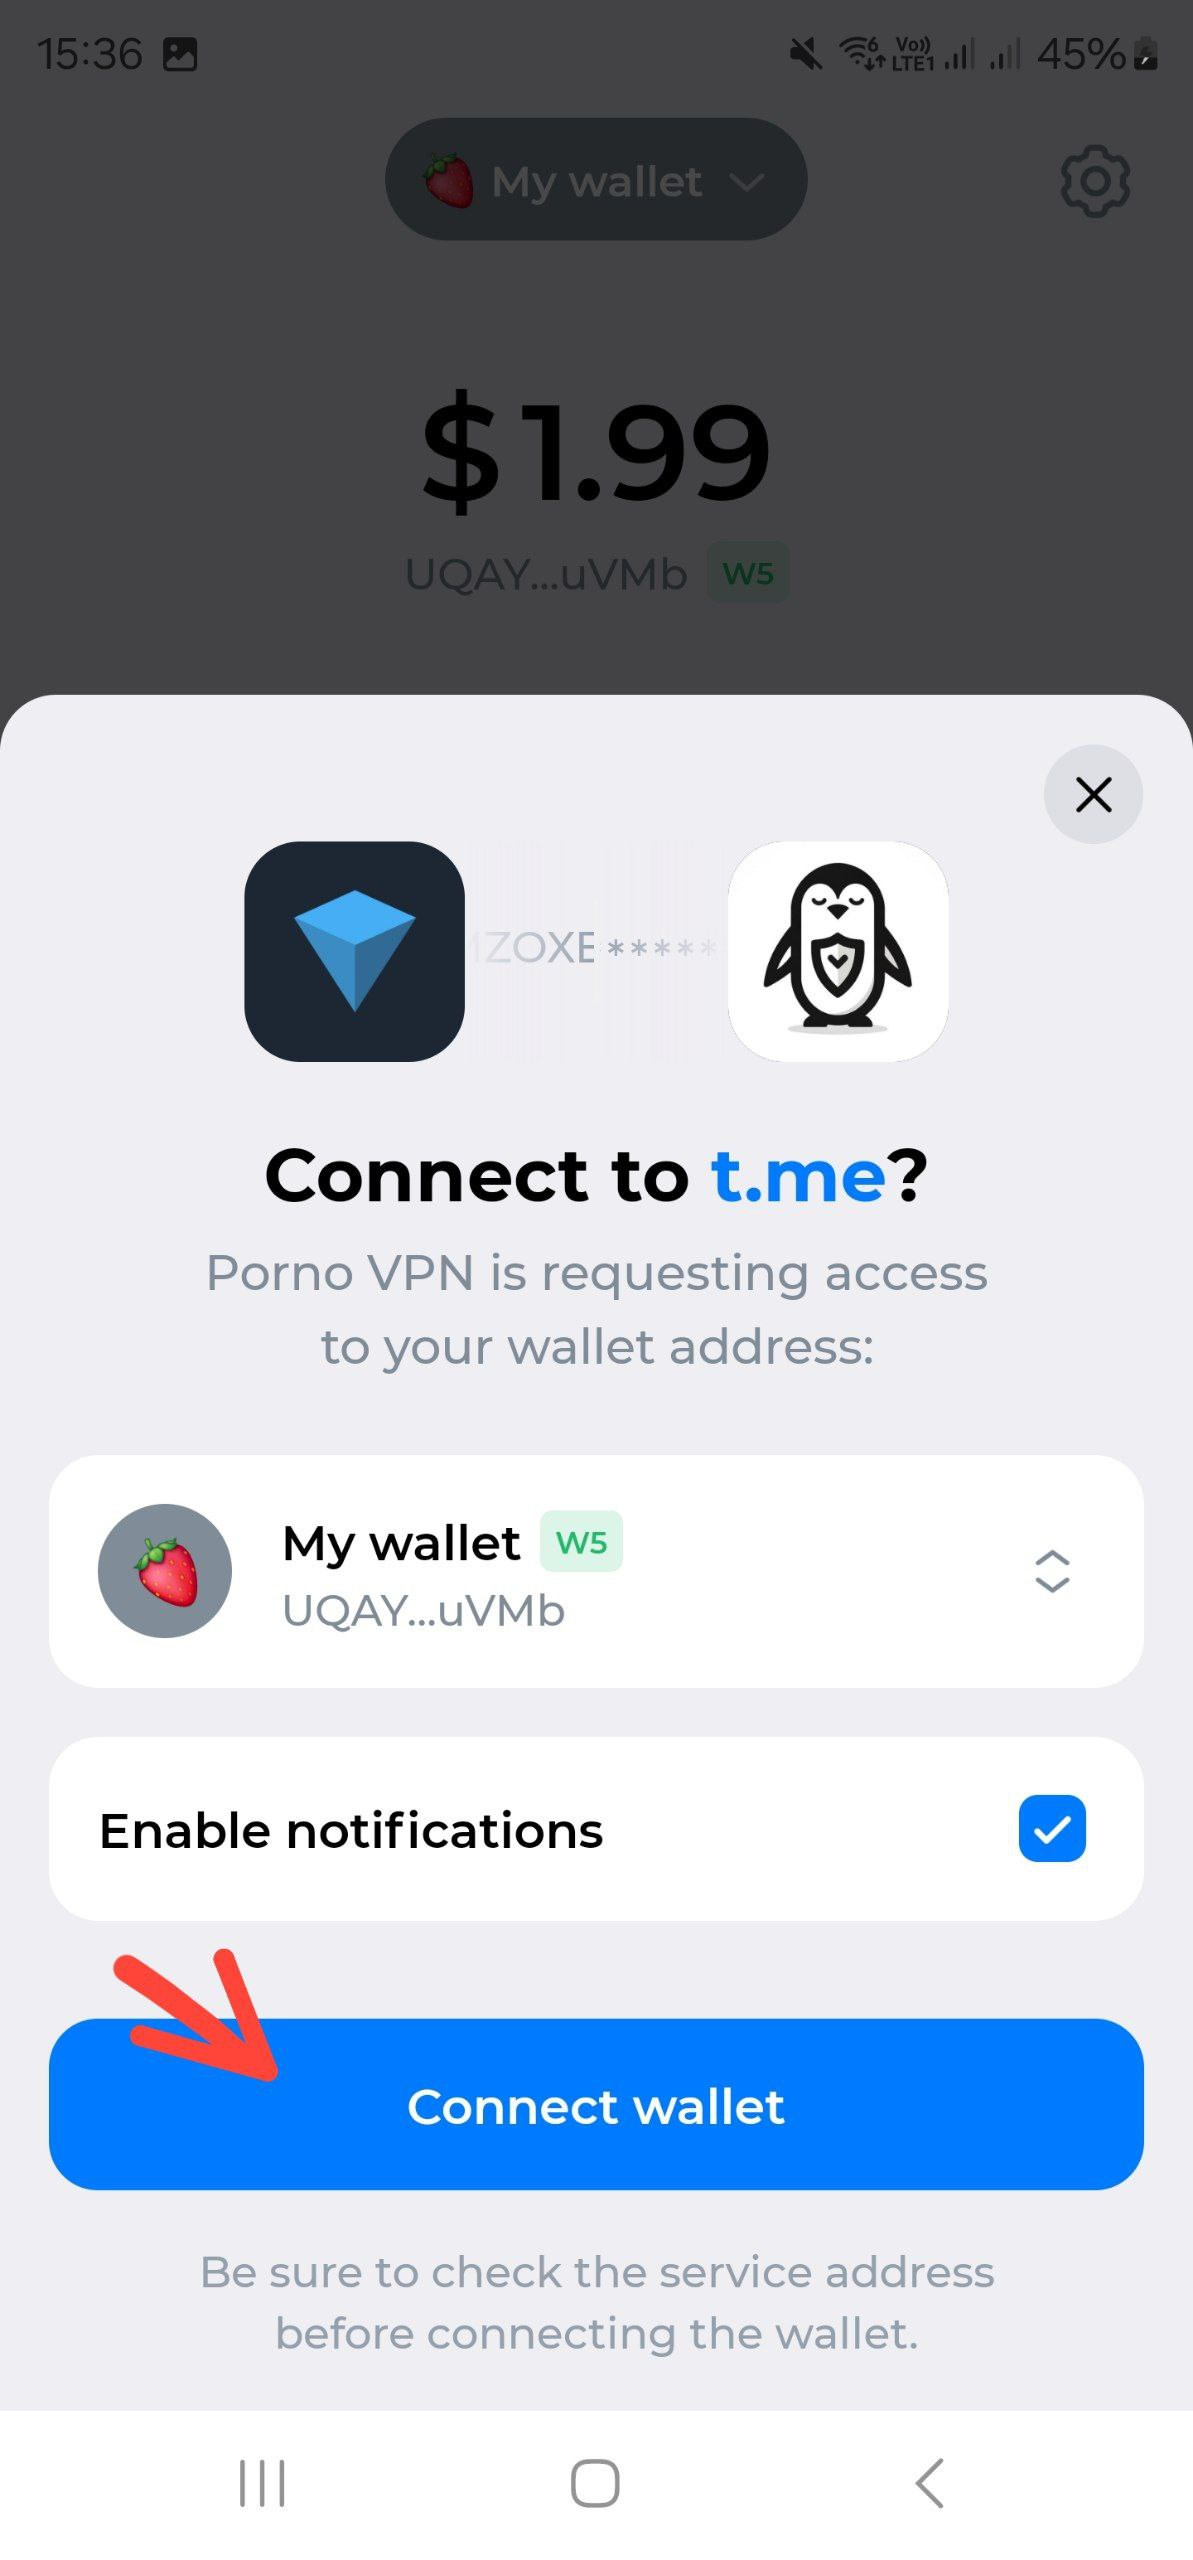 15:36
6 Vo)) LTE1 45%
My wallet
$1.99
UQAY...uVMb W5
ZOXE *****
Connect to t.me?
Porno VPN is requesting access
to your wallet address:
My wallet W5
UQAY...uVMb
Enable notifications
Connect wallet
Be sure to check the service address
before connecting the wallet.